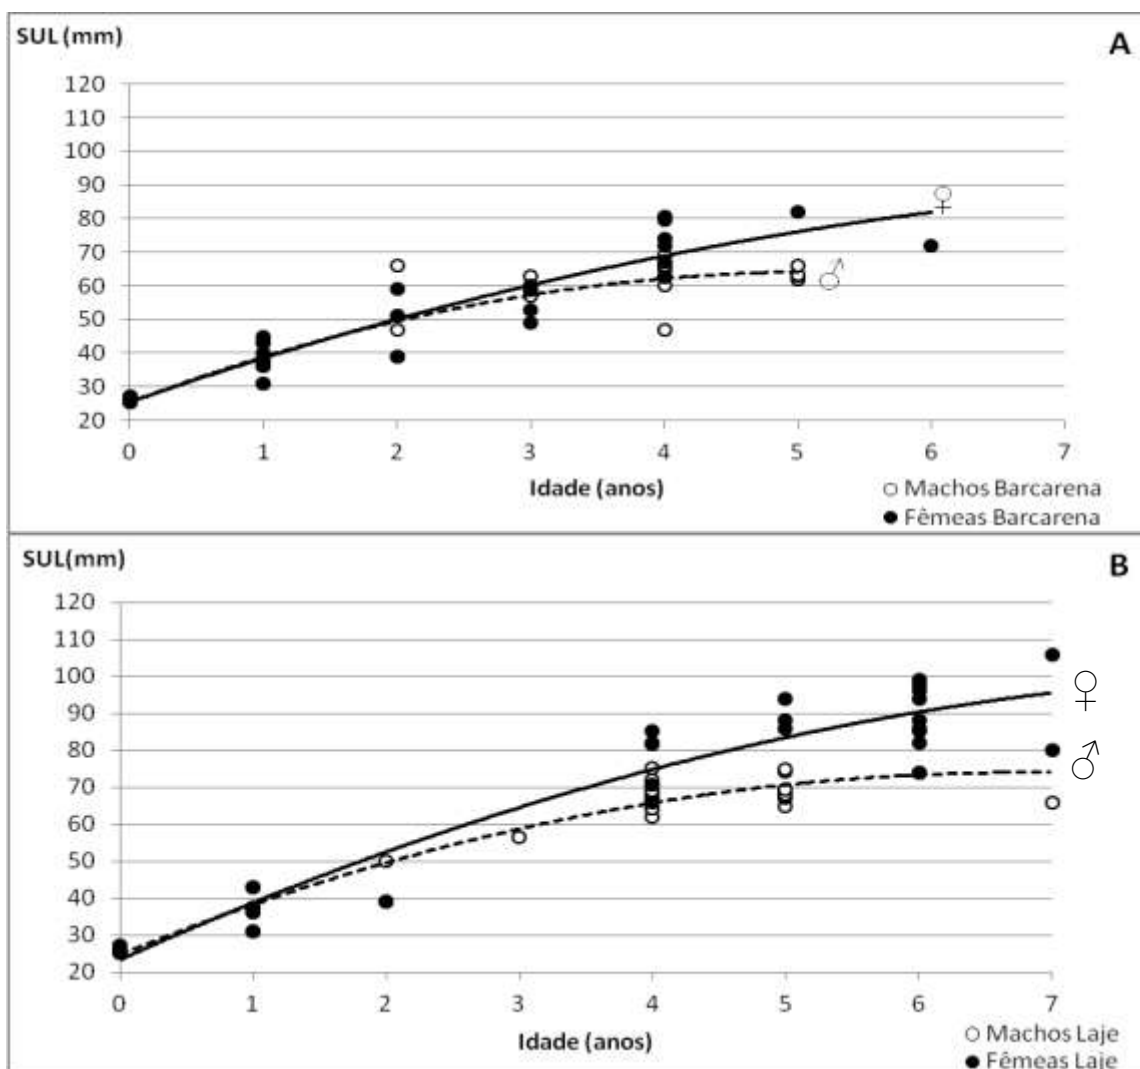 SUL (mm)
A
120
110
100
90
80
70
60
50
40
30
20
♀
♂
0 1 2 3 4 5 6 7
Idade (anos)
Machos Barcarena
Fêmeas Barcarena
SUL(mm)
B
120
110
100
90
80
70
60
50
40
30
20
♀
♂
0 1 2 3 4 5 6 7
Idade (anos)
Machos Laje
Fêmeas Laje